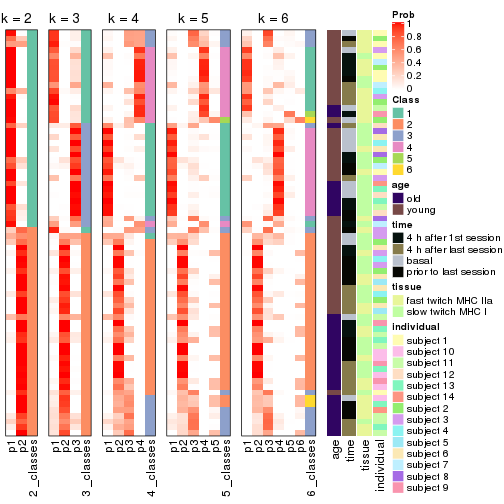 k = 2
k = 3
k = 4
k = 5
k = 6
p1
p2
2_classes
p1
p2
p3
3_classes
p1
p2
p3
p4
4_classes
p1
p2
p3
p4
p5
5_classes
p1
p2
p3
p4
p5
p6
6_classes
age
time
tissue
individual
Prob
1
0.8
0.6
0.4
0.2
0
Class
1
2
3
4
5
6
age
old
young
time
4 h after 1st session
4 h after last session
basal
prior to last session
tissue
fast twitch MHC IIa
slow twitch MHC I
individual
subject 1
subject 10
subject 11
subject 12
subject 13
subject 14
subject 2
subject 3
subject 4
subject 5
subject 6
subject 7
subject 8
subject 9